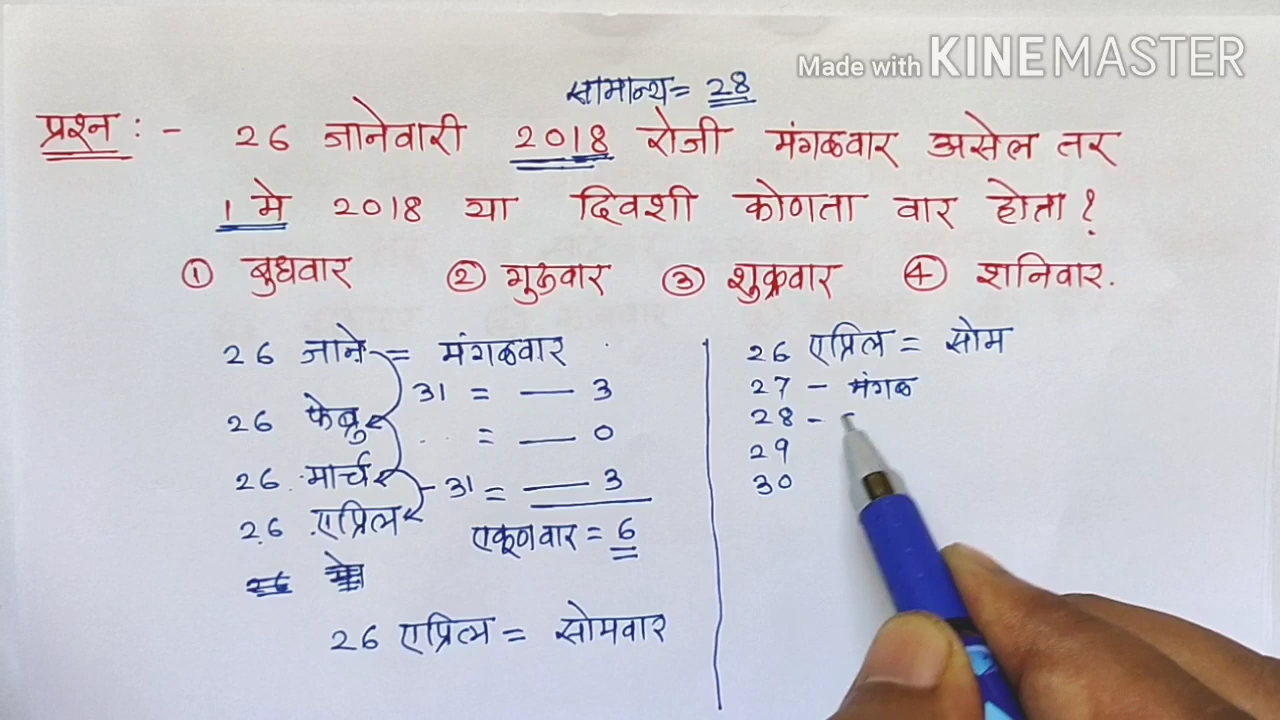 Made with KINEMASTER
सामान्य = 28
प्रश्न :- 26 जानेवारी 2018 रोजी मंगळवार असेल तर
1 मे 2018 या दिवशी कोणता वार होता?
① बुधवार ② गुरुवार ③ शुक्रवार ④ शनिवार.
26 जाने = मंगळवार
31 = — 3
26 फेब्रु
.. = — 0
26 मार्च
31 = — 3
26 एप्रिल
एकूणवार = 6
26
26 एप्रिल = सोमवार
26 एप्रिल = सोम
27 - मंगळ
28 -
29
30